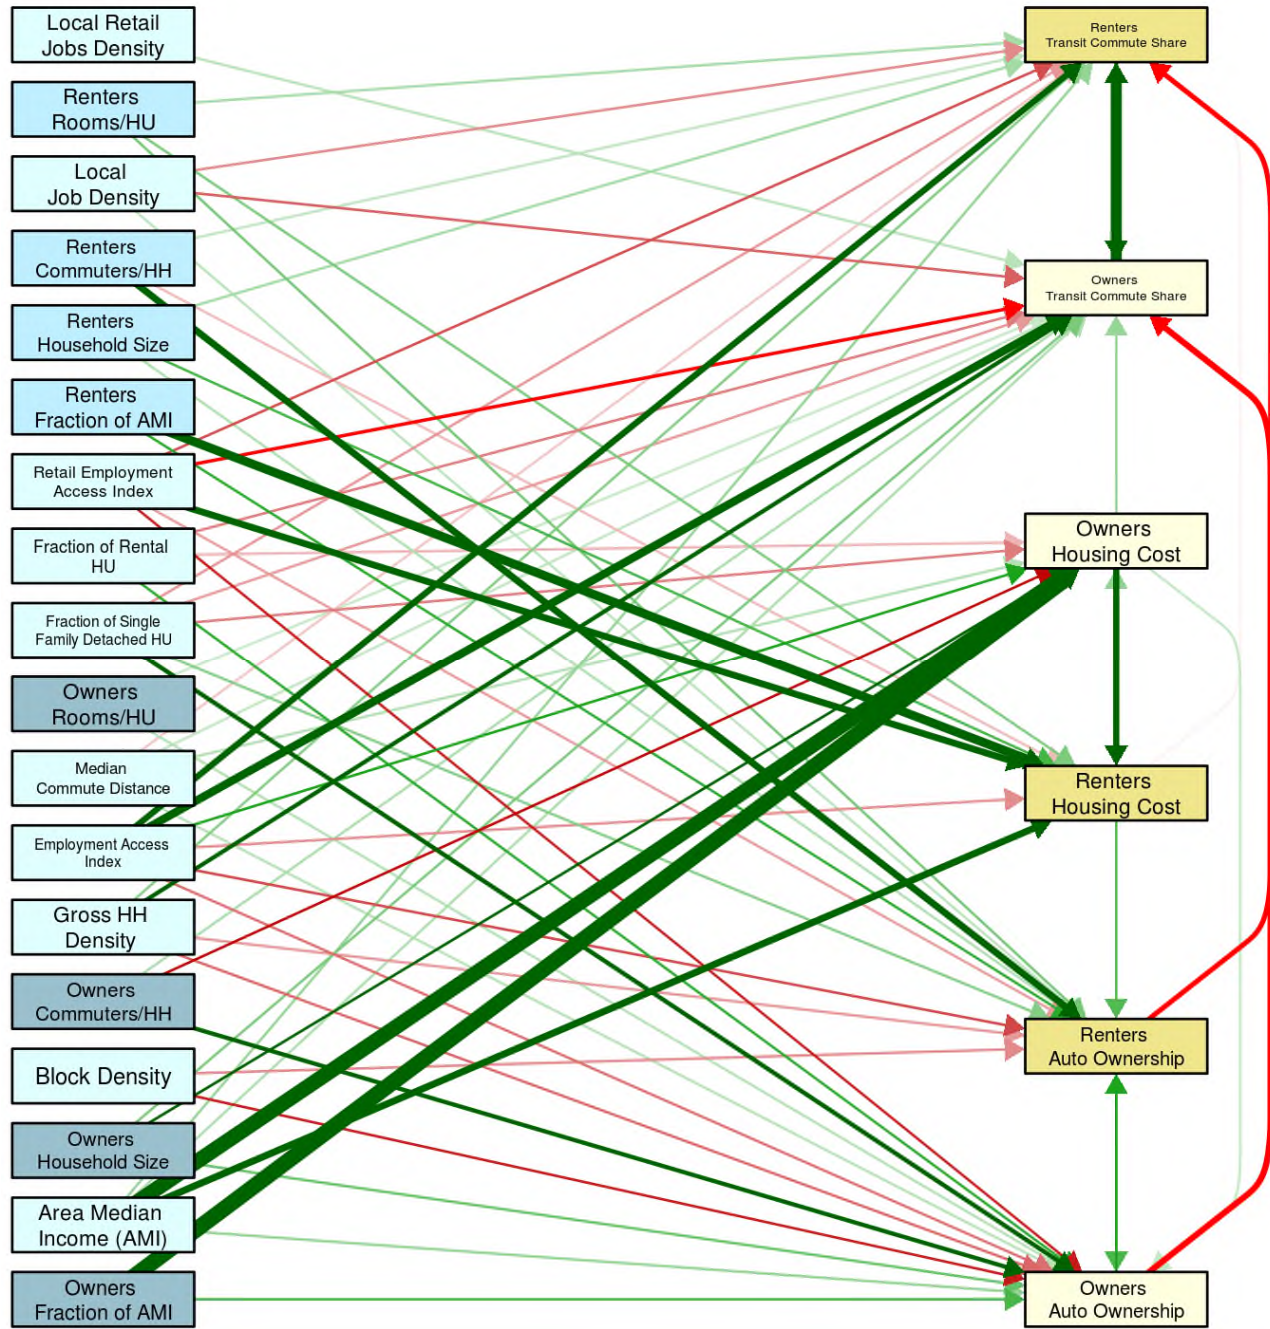 Local Retail
Jobs Density
Renters
Rooms/HU
Local
Job Density
Renters
Commuters/HH
Renters
Household Size
Renters
Fraction of AMI
Retail Employment
Access Index
Fraction of Rental
HU
Fraction of Single
Family Detached HU
Owners
Rooms/HU
Median
Commute Distance
Employment Access
Index
Gross HH
Density
Owners
Commuters/HH
Block Density
Owners
Household Size
Area Median
Income (AMI)
Owners
Fraction of AMI
Renters
Transit Commute Share
Owners
Transit Commute Share
Owners
Housing Cost
Renters
Housing Cost
Renters
Auto Ownership
Owners
Auto Ownership